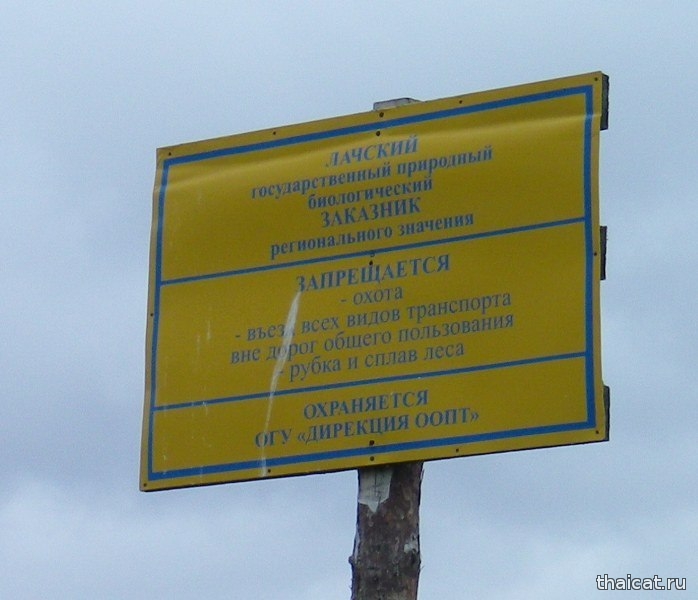 ЛАЧСКИЙ
государственный природный
биологический
ЗАКАЗНИК
регионального значения
ЗАПРЕЩАЕТСЯ
- охота
- въезд всех видов транспорта
вне дорог общего пользования
- рубка и сплав леса
ОХРАНЯЕТСЯ
ОГУ «ДИРЕКЦИЯ ООПТ»
thaicat.ru